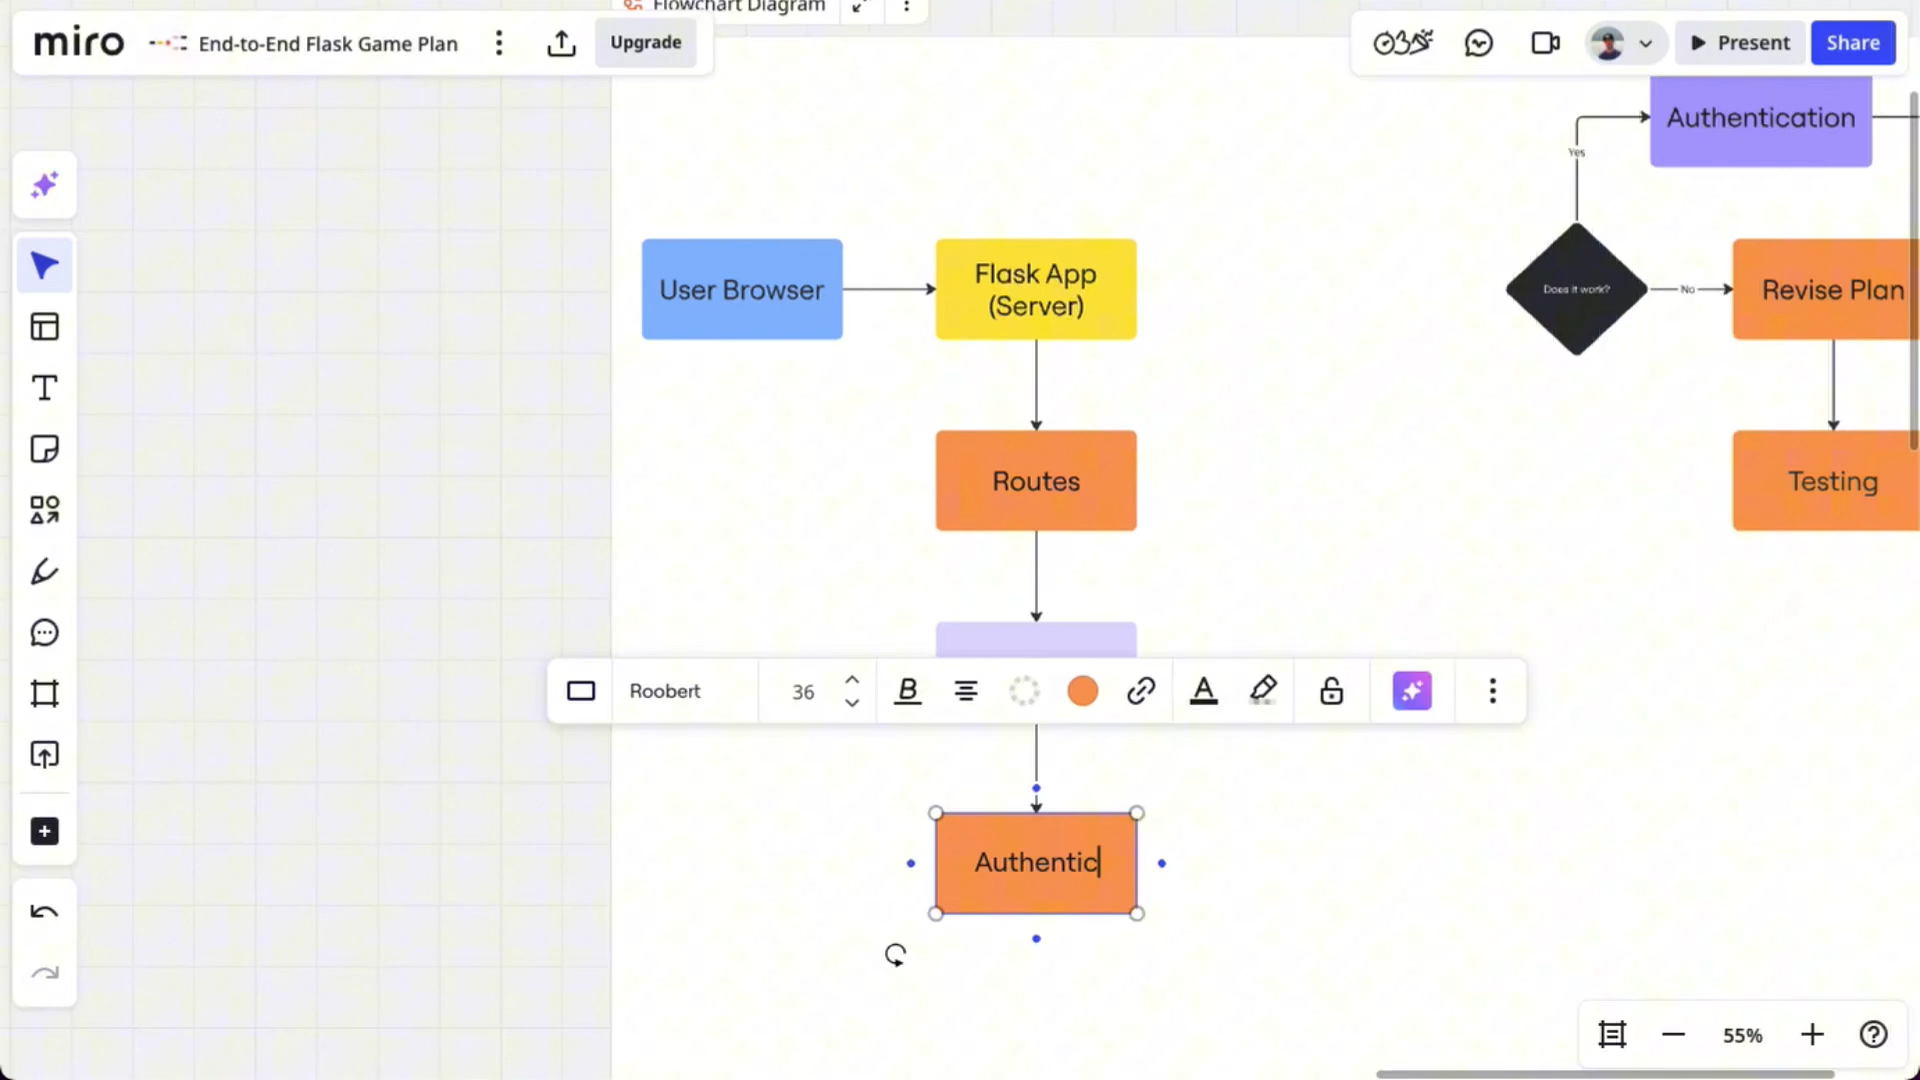 Flowchart Diagram
miro
End-to-End Flask Game Plan
Upgrade
Present
Share
Authentication
Yes
User Browser
Flask App
(Server)
Does it work?
No
Revise Plan
Routes
Testing
Roobert
36
B
A
Authentic
55%